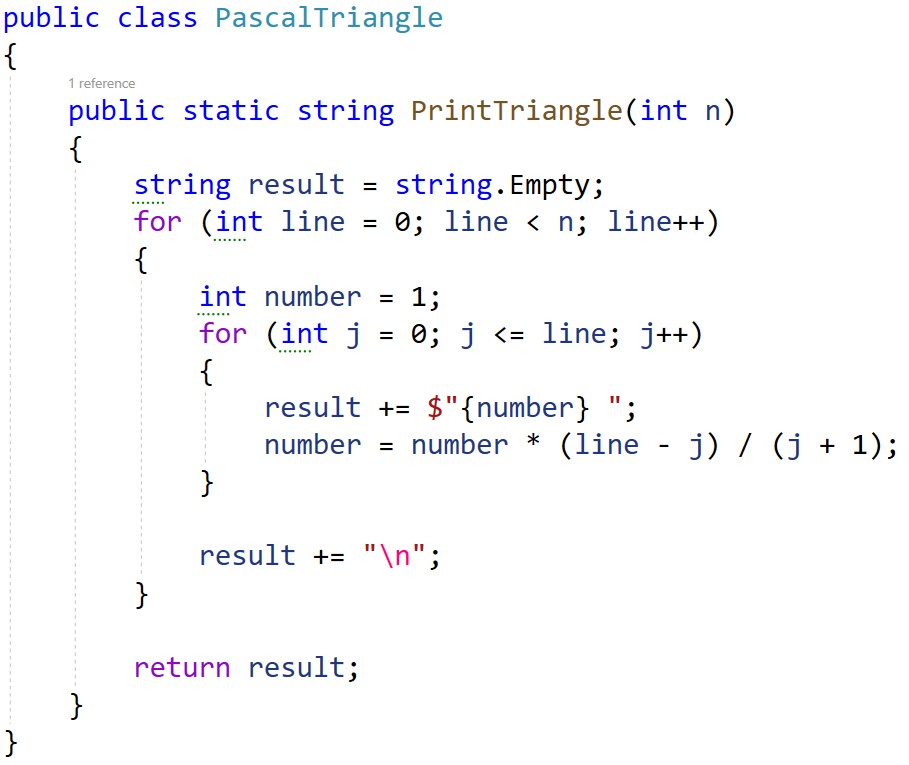 public class PascalTriangle
{
1 reference
public static string PrintTriangle(int n)
{
string result = string.Empty;
for (int line = 0; line < n; line++)
{
int number = 1;
for (int j = 0; j <= line; j++)
{
result += $"{number} ";
number = number * (line - j) / (j + 1);
}
result += "\n";
}
return result;
}
}